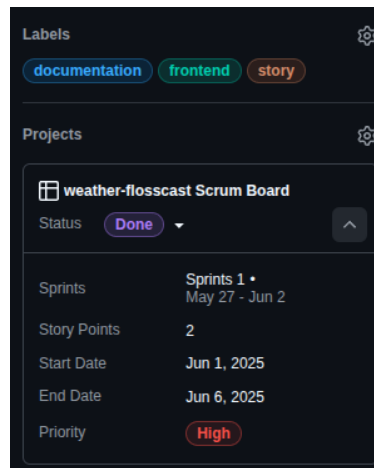 Labels
documentation frontend story
Projects
weather-flosscast Scrum Board
Status Done
Sprints Sprints 1 •
May 27 - Jun 2
Story Points 2
Start Date Jun 1, 2025
End Date Jun 6, 2025
Priority High